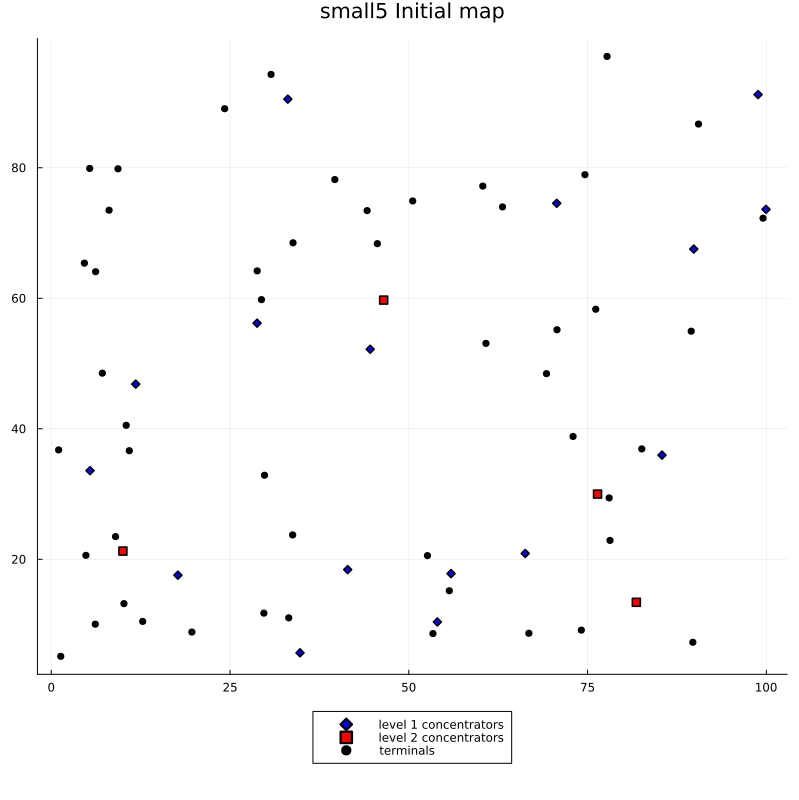 small5 Initial map
80
60
40
20
0 25 50 75 100
level 1 concentrators
level 2 concentrators
terminals